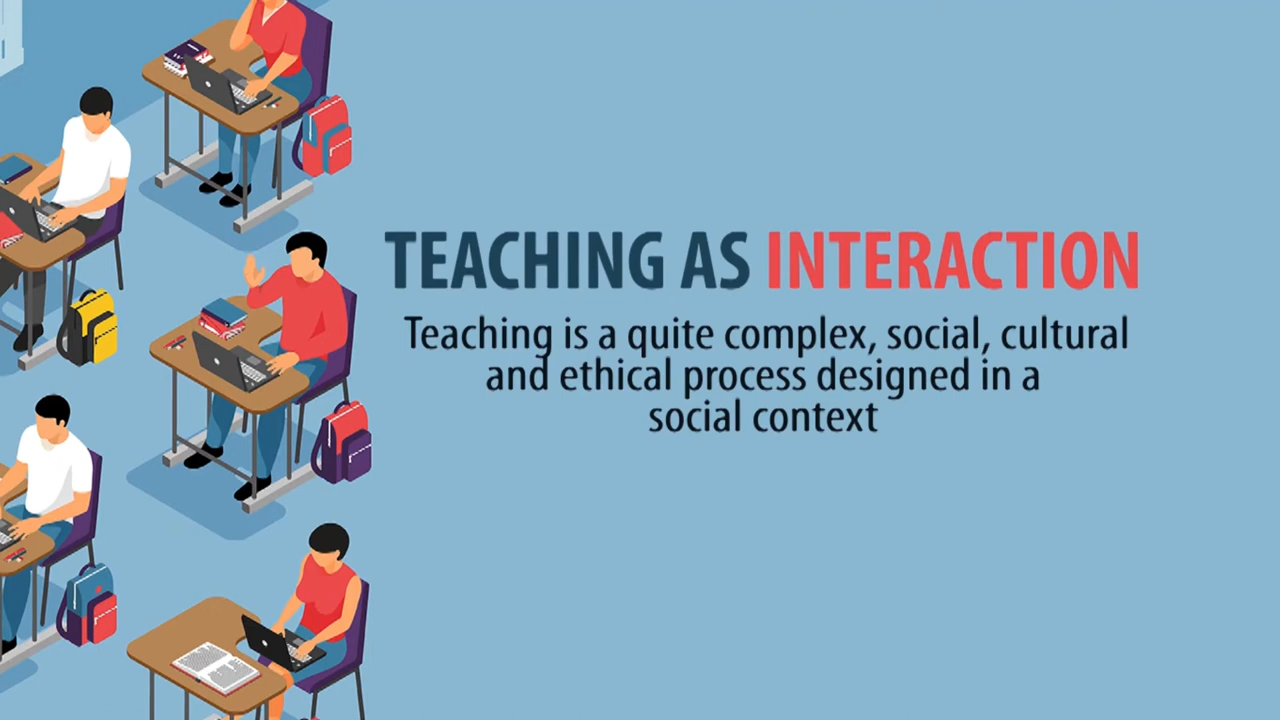 TEACHING AS INTERACTION
Teaching is a quite complex, social, cultural
and ethical process designed in a
social context